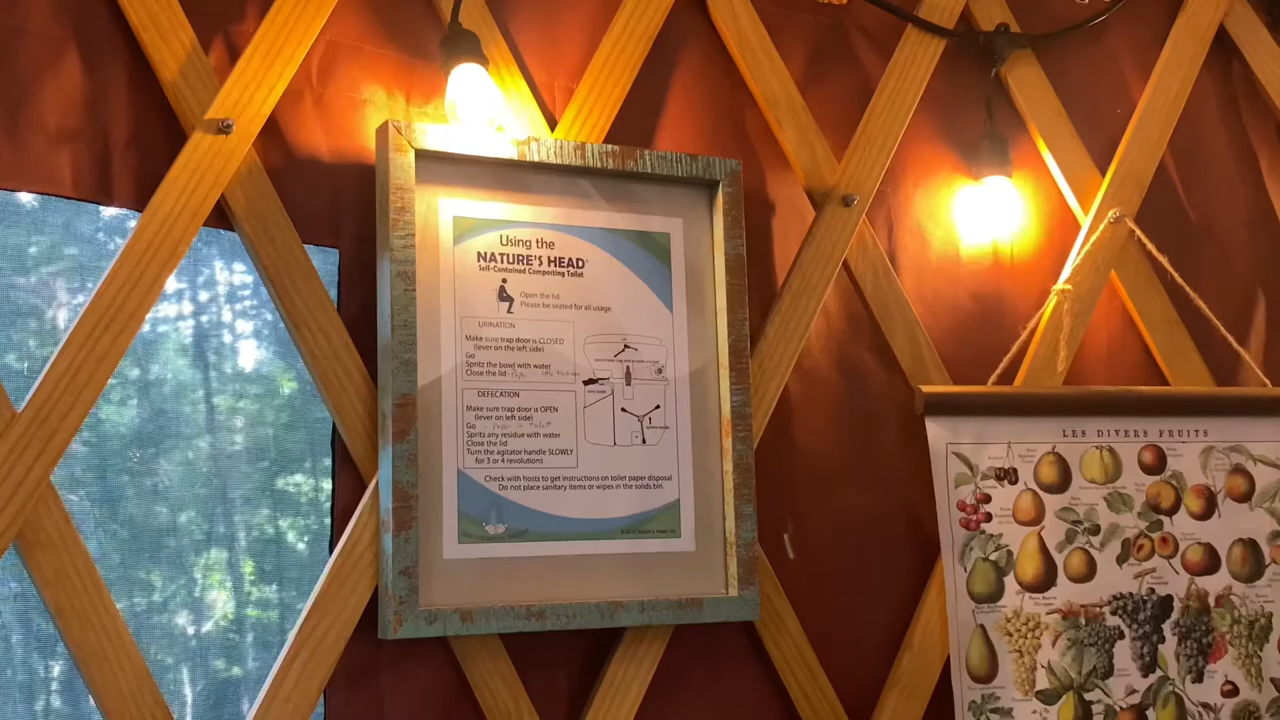 Using the
NATURE'S HEAD®
Self-Contained Composting Toilet
Open the lid.
Please be seated for all usage.
URINATION
Make sure trap door is CLOSED
(lever on the left side)
Go
Spritz the bowl with water
Close the lid
DEFECATION
Make sure trap door is OPEN
(lever on left side)
Go - Paper in Toilet
Spritz any residue with water
Close the lid
Turn the agitator handle SLOWLY
for 3 or 4 revolutions
Check with hosts to get instructions on toilet paper disposal.
Do not place sanitary items or wipes in the solids bin.
LES DIVERS FRUITS